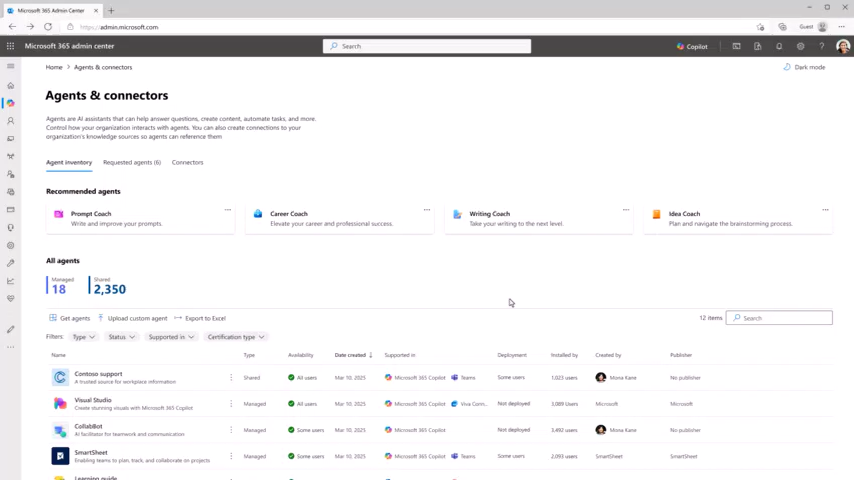 Microsoft 365 Admin Center
https://admin.microsoft.com
Guest
Microsoft 365 admin center
Search
Copilot
Home > Agents & connectors
Dark mode
Agents & connectors
Agents are AI assistants that can help answer questions, create content, automate tasks, and more.
Control how your organization interacts with agents. You can also create connections to your
organization's knowledge sources so agents can reference them
Agent inventory Requested agents (6) Connectors
Recommended agents
Prompt Coach
Write and improve your prompts.
Career Coach
Elevate your career and professional success.
Writing Coach
Take your writing to the next level.
Idea Coach
Plan and navigate the brainstorming process.
All agents
Managed
18
Shared
2,350
Get agents Upload custom agent Export to Excel
12 items Search
Filters: Type Status Supported in Certification type
Name Type Availability Date created Supported in Deployment Installed by Created by Publisher
Contoso support
A trusted source for workplace information
Shared All users Mar 10, 2025 Microsoft 365 Copilot Teams Some users 1,023 Users Mona Kane No publisher
Visual Studio
Create stunning visuals with Microsoft 365 Copilot
Managed All users Mar 10, 2025 Microsoft 365 Copilot Viva Conn... Not deployed 3,089 Users Microsoft Microsoft
CollabBot
AI facilitator for teamwork and communication
Managed Some users Mar 10, 2025 Microsoft 365 Copilot Not deployed 3,492 users Mona Kane No publisher
SmartSheet
Enabling teams to plan, track, and collaborate on projects
Managed Some users Mar 10, 2025 Microsoft 365 Copilot Teams Some users 2,093 users SmartSheet SmartSheet
Learning guide